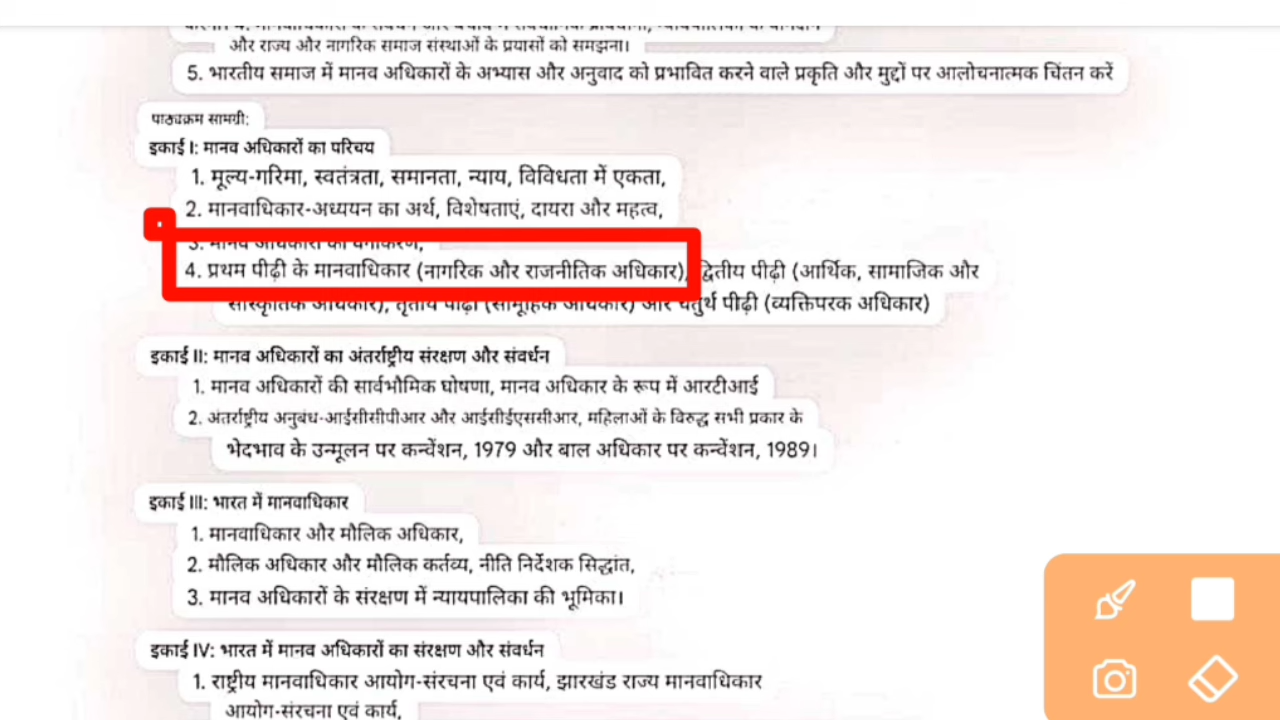 और राज्य और नागरिक समाज संस्थाओं के प्रयासों को समझना।
5. भारतीय समाज में मानव अधिकारों के अभ्यास और अनुवाद को प्रभावित करने वाले प्रकृति और मुद्दों पर आलोचनात्मक चिंतन करें
पाठ्यक्रम सामग्री:
इकाई I: मानव अधिकारों का परिचय
1. मूल्य-गरिमा, स्वतंत्रता, समानता, न्याय, विविधता में एकता,
2. मानवाधिकार-अध्ययन का अर्थ, विशेषताएं, दायरा और महत्व,
3. मानव अधिकारों का वर्गीकरण,
4. प्रथम पीढ़ी के मानवाधिकार (नागरिक और राजनीतिक अधिकार), द्वितीय पीढ़ी (आर्थिक, सामाजिक और
सांस्कृतिक अधिकार), तृतीय पीढ़ी (सामूहिक अधिकार) और चतुर्थ पीढ़ी (व्यक्तिपरक अधिकार)
इकाई II: मानव अधिकारों का अंतर्राष्ट्रीय संरक्षण और संवर्धन
1. मानव अधिकारों की सार्वभौमिक घोषणा, मानव अधिकार के रूप में आरटीआई
2. अंतर्राष्ट्रीय अनुबंध-आईसीसीपीआर और आईसीईएससीआर, महिलाओं के विरुद्ध सभी प्रकार के
भेदभाव के उन्मूलन पर कन्वेंशन, 1979 और बाल अधिकार पर कन्वेंशन, 1989।
इकाई III: भारत में मानवाधिकार
1. मानवाधिकार और मौलिक अधिकार,
2. मौलिक अधिकार और मौलिक कर्तव्य, नीति निर्देशक सिद्धांत,
3. मानव अधिकारों के संरक्षण में न्यायपालिका की भूमिका।
इकाई IV: भारत में मानव अधिकारों का संरक्षण और संवर्धन
1. राष्ट्रीय मानवाधिकार आयोग-संरचना एवं कार्य, झारखंड राज्य मानवाधिकार
आयोग-संरचना एवं कार्य,